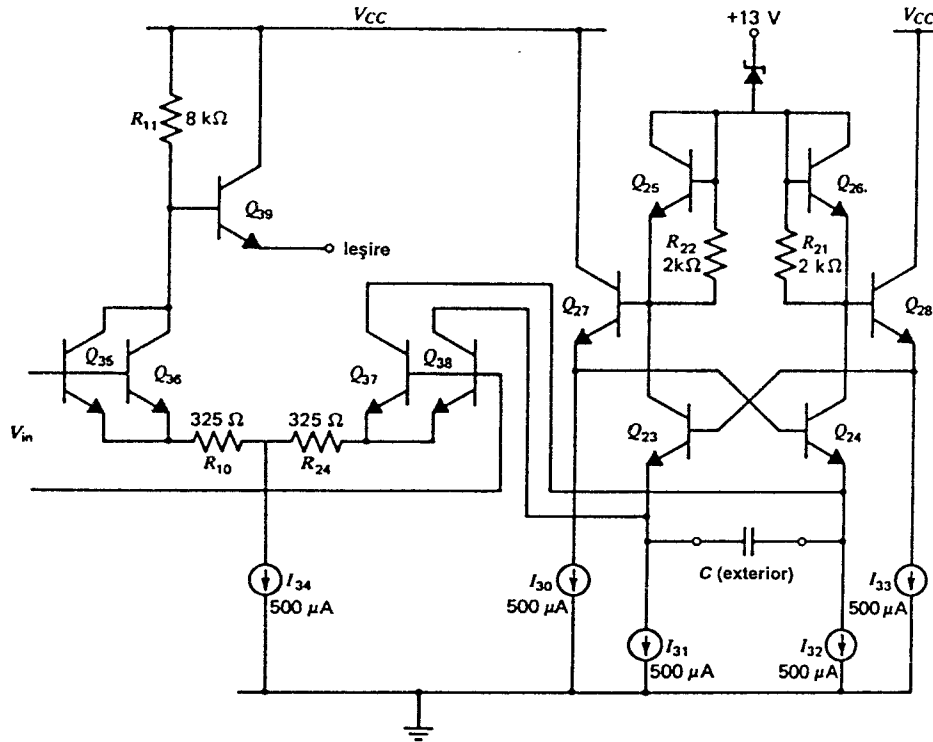 V_CC
+13 V
V_CC
R_11
8 kΩ
Q_39
Ieşire
Q_25
Q_26.
R_22
2kΩ
R_21
2 kΩ
Q_27
Q_28
Q_35
Q_36
Q_37
Q_38
Q_23
Q_24
V_in
325 Ω
R_10
325 Ω
R_24
C (exterior)
I_34
500 μA
I_30
500 μA
I_31
500 μA
I_32
500 μA
I_33
500 μA